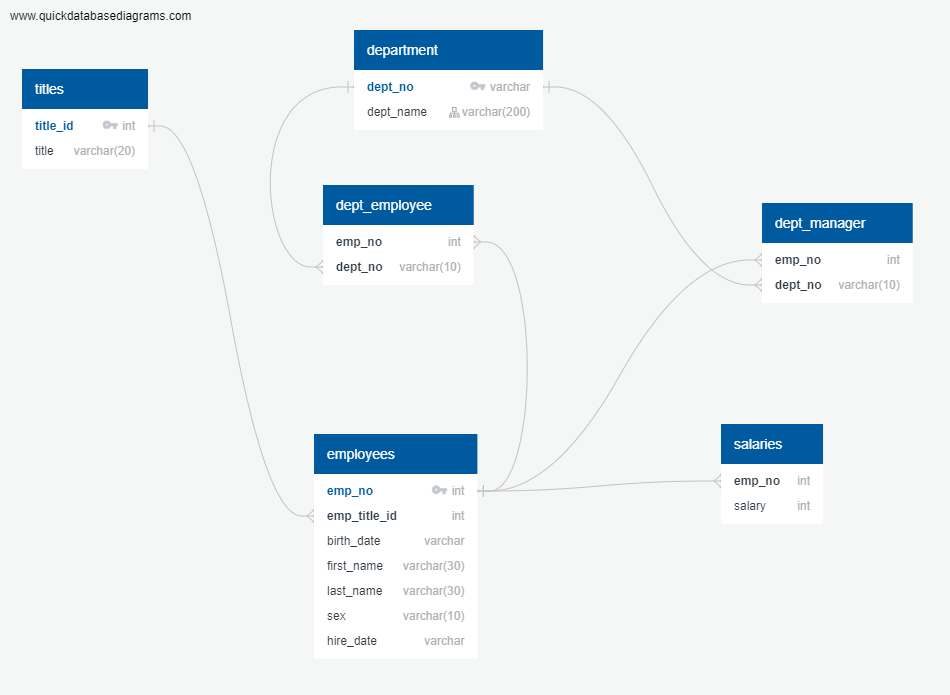 www.quickdatabasediagrams.com
titles
title_id int
title varchar(20)
department
dept_no varchar
dept_name varchar(200)
dept_employee
emp_no int
dept_no varchar(10)
dept_manager
emp_no int
dept_no varchar(10)
employees
emp_no int
emp_title_id int
birth_date varchar
first_name varchar(30)
last_name varchar(30)
sex varchar(10)
hire_date varchar
salaries
emp_no int
salary int